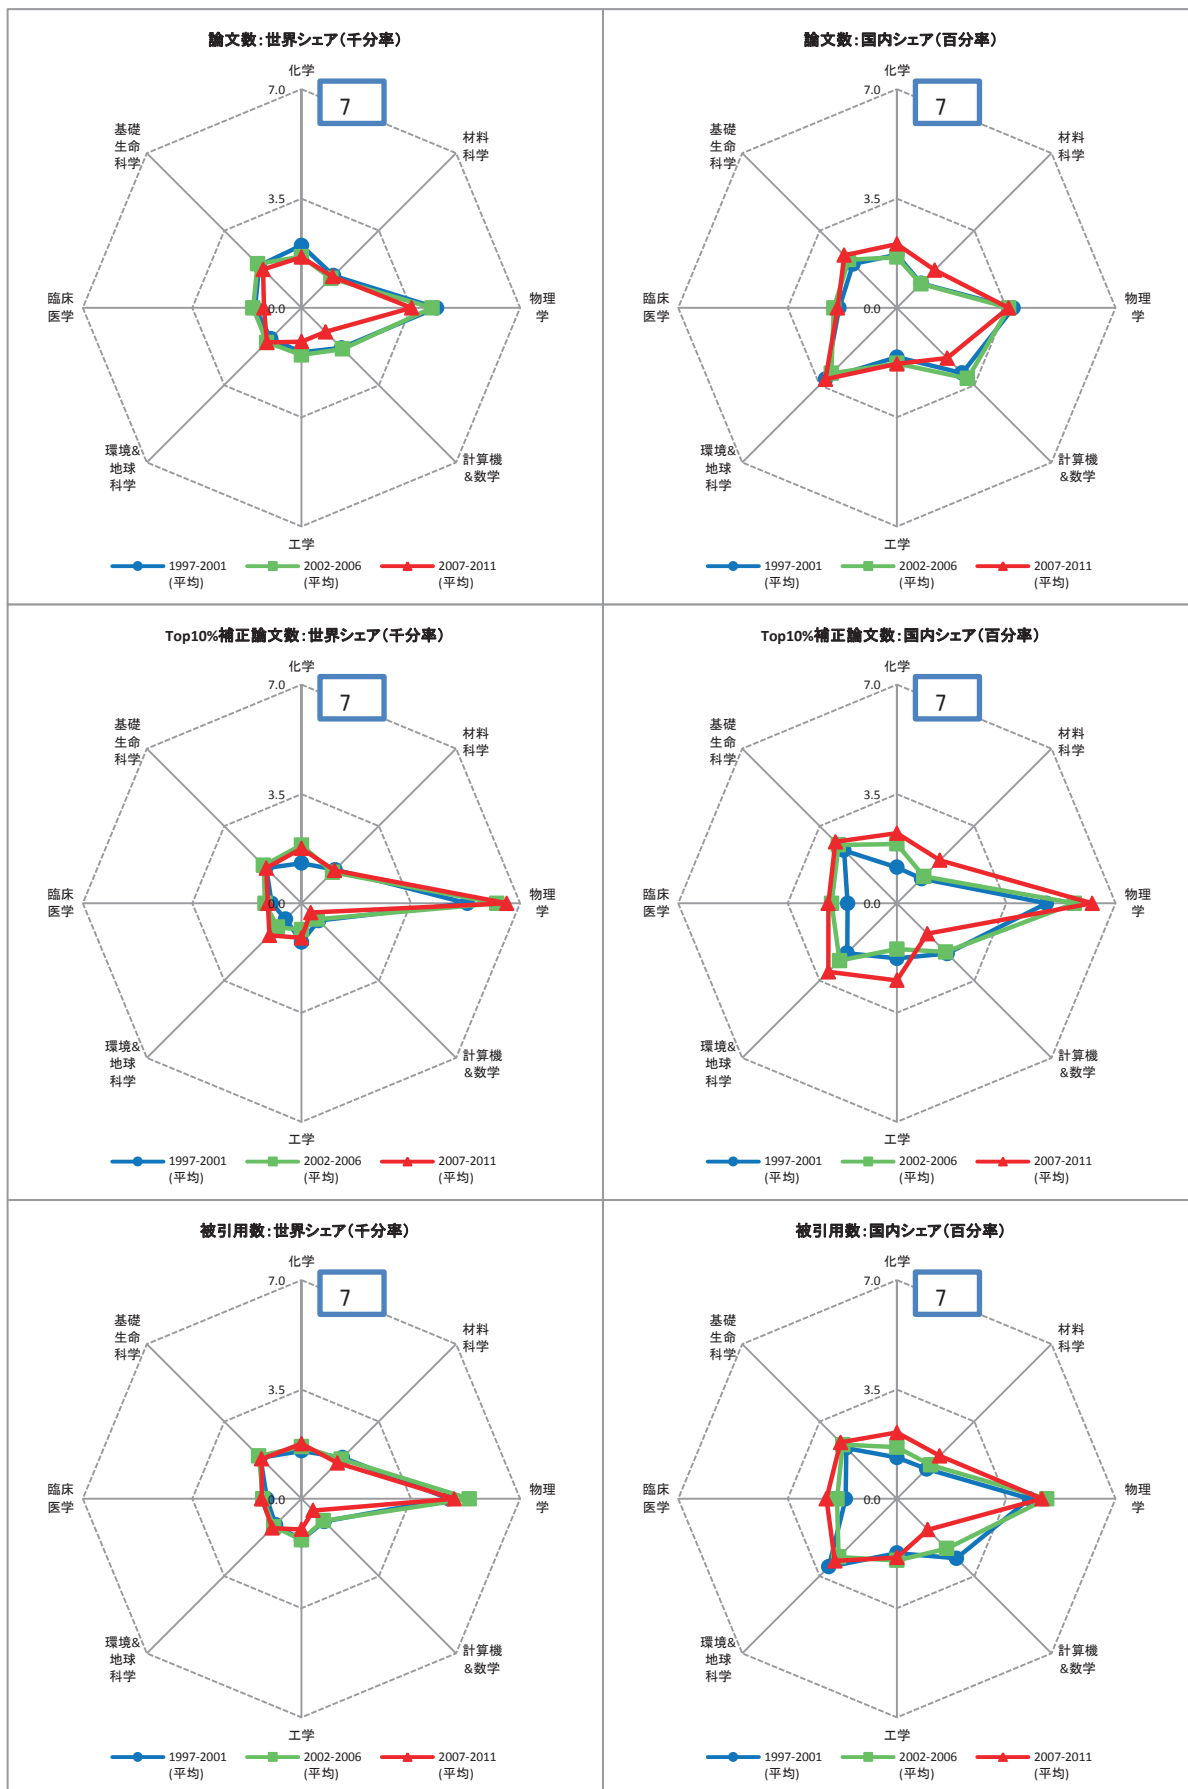 論文数：世界シェア（千分率）
化学
7.0
7
基礎
生命
科学
材料
科学
3.5
臨床
医学
0.0
物理
学
環境&
地球
科学
計算機
&数学
工学
1997-2001
(平均)
2002-2006
(平均)
2007-2011
(平均)
論文数：国内シェア（百分率）
化学
7.0
7
基礎
生命
科学
材料
科学
3.5
臨床
医学
0.0
物理
学
環境&
地球
科学
計算機
&数学
工学
1997-2001
(平均)
2002-2006
(平均)
2007-2011
(平均)
Top10%補正論文数：世界シェア（千分率）
化学
7.0
7
基礎
生命
科学
材料
科学
3.5
臨床
医学
0.0
物理
学
環境&
地球
科学
計算機
&数学
工学
1997-2001
(平均)
2002-2006
(平均)
2007-2011
(平均)
Top10%補正論文数：国内シェア（百分率）
化学
7.0
7
基礎
生命
科学
材料
科学
3.5
臨床
医学
0.0
物理
学
環境&
地球
科学
計算機
&数学
工学
1997-2001
(平均)
2002-2006
(平均)
2007-2011
(平均)
被引用数：世界シェア（千分率）
化学
7.0
7
基礎
生命
科学
材料
科学
3.5
臨床
医学
0.0
物理
学
環境&
地球
科学
計算機
&数学
工学
1997-2001
(平均)
2002-2006
(平均)
2007-2011
(平均)
被引用数：国内シェア（百分率）
化学
7.0
7
基礎
生命
科学
材料
科学
3.5
臨床
医学
0.0
物理
学
環境&
地球
科学
計算機
&数学
工学
1997-2001
(平均)
2002-2006
(平均)
2007-2011
(平均)